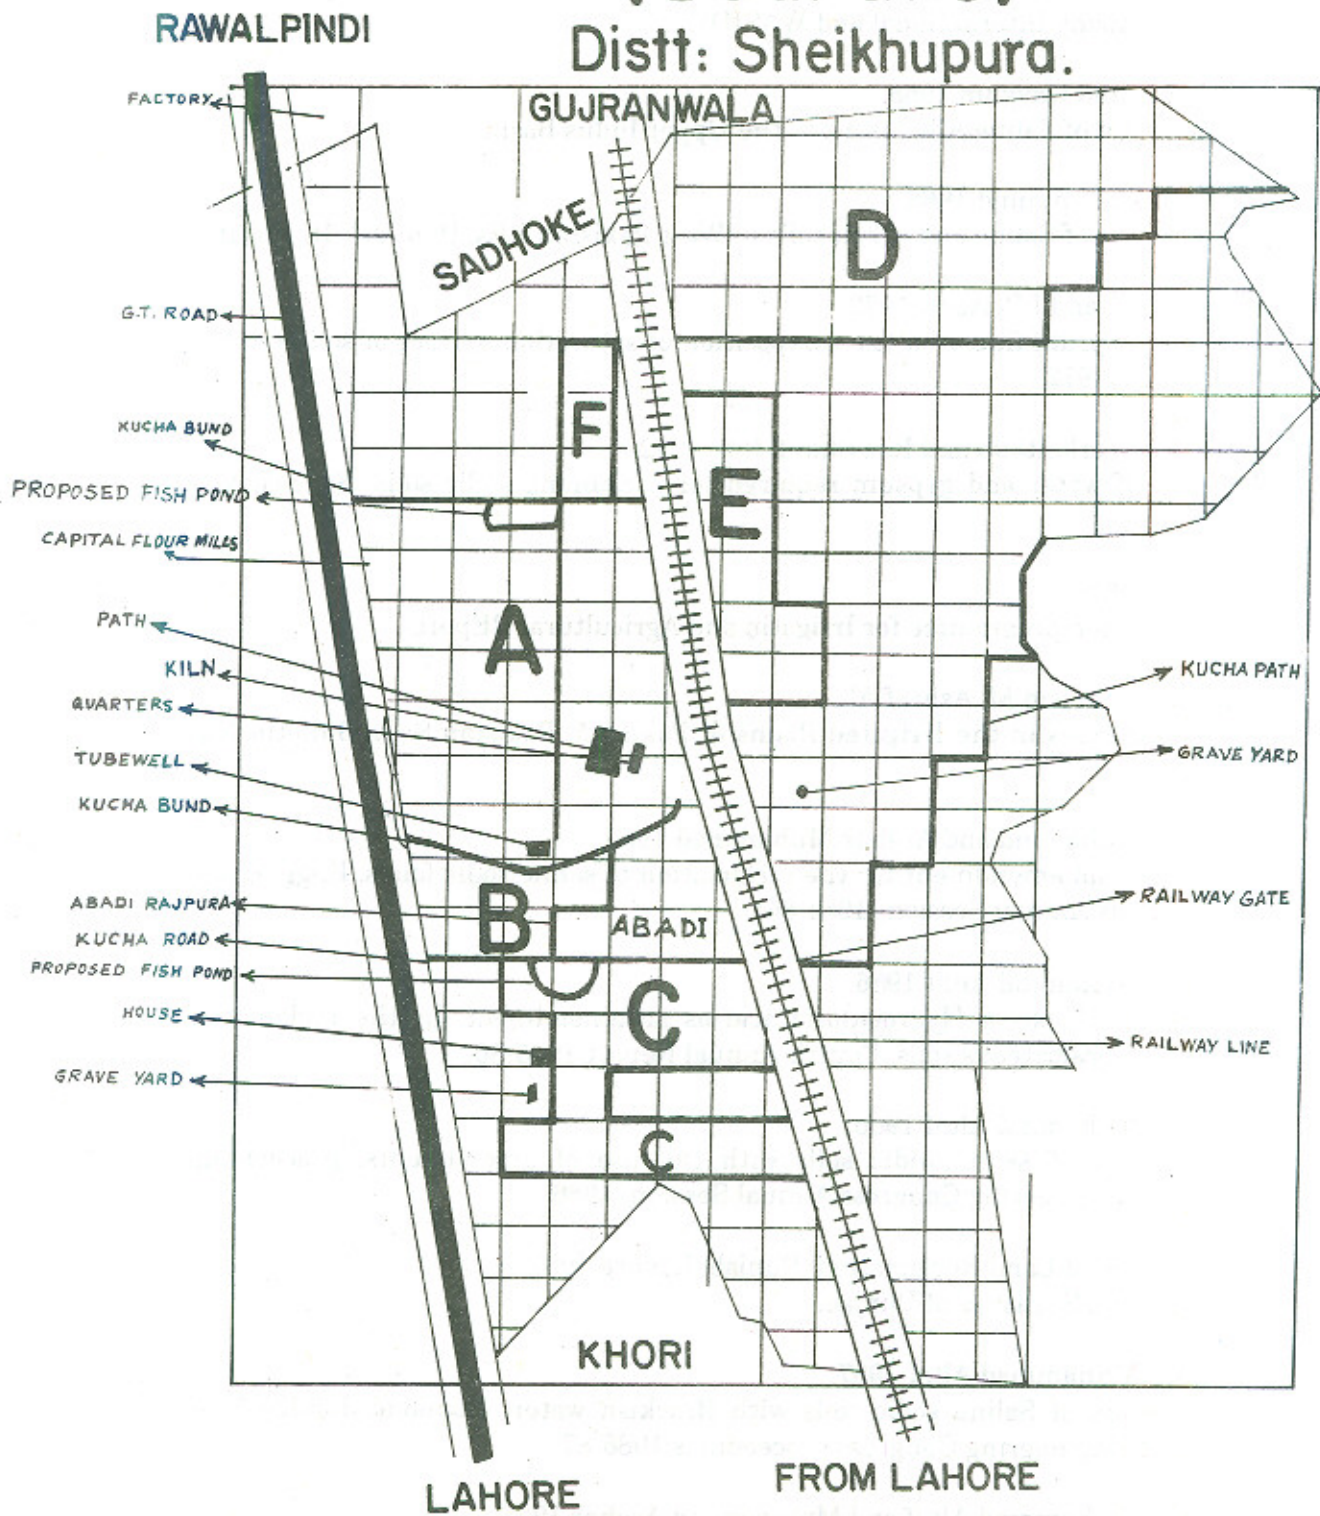 RAWALPINDI
Distt: Sheikhupura.
FACTORY
GUJRANWALA
SADHOKE
D
G.T. ROAD
F
KUCHA BUND
E
PROPOSED FISH POND
CAPITAL FLOUR MILLS
PATH
A
KILN
KUCHA PATH
QUARTERS
TUBEWELL
GRAVE YARD
KUCHA BUND
ABADI RAJPURA
B
ABADI
RAILWAY GATE
KUCHA ROAD
PROPOSED FISH POND
C
HOUSE
RAILWAY LINE
GRAVE YARD
C
KHORI
LAHORE
FROM LAHORE